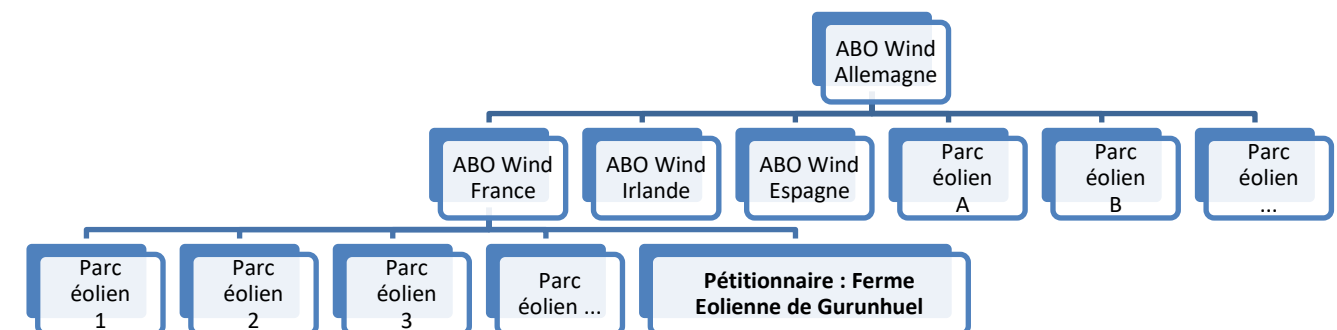 ABO Wind
Allemagne
ABO Wind
France
ABO Wind
Irlande
ABO Wind
Espagne
Parc
éolien
A
Parc
éolien
B
Parc
éolien
...
Parc
éolien
1
Parc
éolien
2
Parc
éolien
3
Parc
éolien ...
Pétitionnaire : Ferme
Eolienne de Gurunhuel